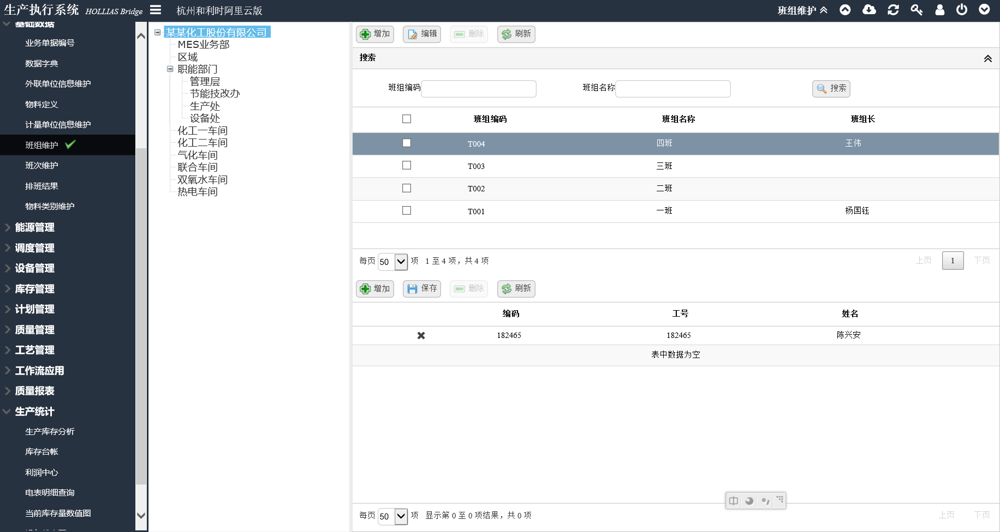 生产执行系统 HOLLIAS Bridge 杭州和利时阿里云版 班组维护
基础数据
业务单据编号
数据字典
外联单位信息维护
物料定义
计量单位信息维护
班组维护
班次维护
排班结果
物料类别维护
能源管理
调度管理
设备管理
库存管理
计划管理
质量管理
工艺管理
工作流应用
质量报表
生产统计
生产库存分析
库存台帐
利润中心
电表明细查询
当前库存量数值图
某某化工股份有限公司
MES业务部
区域
职能部门
管理层
节能技改办
生产处
设备处
化工一车间
化工二车间
气化车间
联合车间
双氧水车间
热电车间
增加 编辑 删除 刷新
搜索
班组编码 班组名称 搜索
班组编码 班组名称 班组长
T004 四班 王伟
T003 三班
T002 二班
T001 一班 杨国钰
每页 50 项 1 至 4 项，共 4 项 上页 1 下页
增加 保存 删除 刷新
编码 工号 姓名
182465 182465 陈兴安
表中数据为空
每页 50 项 显示第 0 至 0 项结果，共 0 项 上页 下页